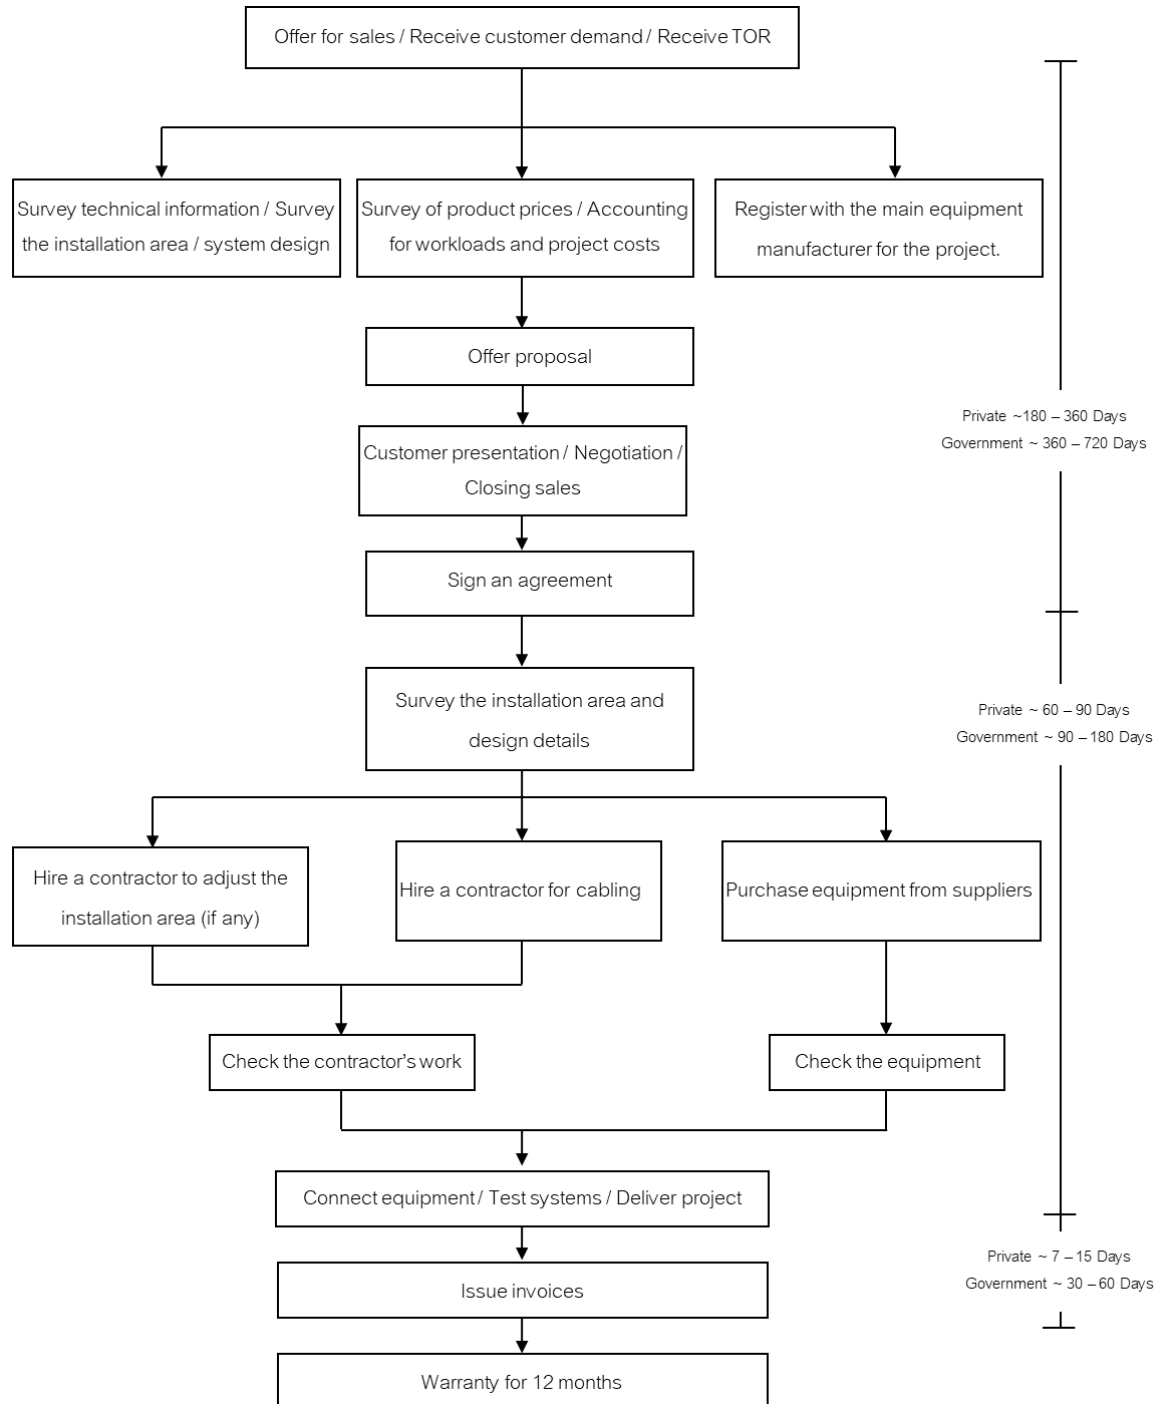 Offer for sales / Receive customer demand / Receive TOR
Survey technical information / Survey
the installation area / system design
Survey of product prices / Accounting
for workloads and project costs
Register with the main equipment
manufacturer for the project.
Offer proposal
Customer presentation / Negotiation /
Closing sales
Private ~180 – 360 Days
Government ~ 360 – 720 Days
Sign an agreement
Survey the installation area and
design details
Private ~ 60 – 90 Days
Government ~ 90 – 180 Days
Hire a contractor to adjust the
installation area (if any)
Hire a contractor for cabling
Purchase equipment from suppliers
Check the contractor's work
Check the equipment
Connect equipment / Test systems / Deliver project
Issue invoices
Private ~ 7 – 15 Days
Government ~ 30 – 60 Days
Warranty for 12 months